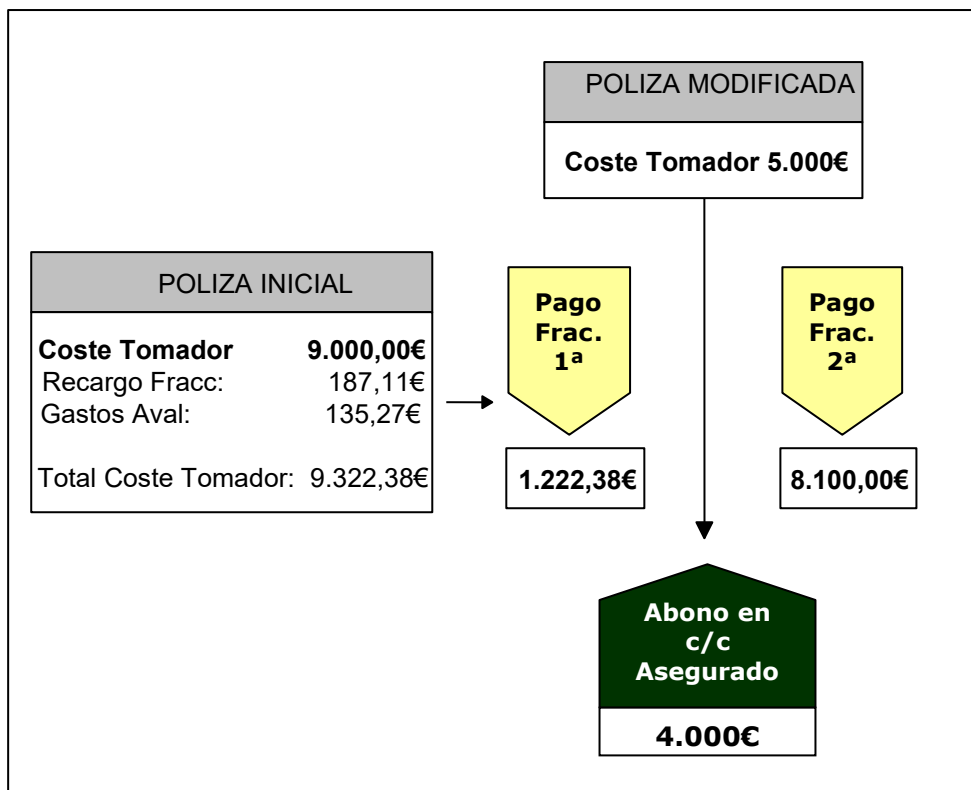 POLIZA MODIFICADA
Coste Tomador 5.000€
POLIZA INICIAL
Coste Tomador 9.000,00€
Recargo Fracc: 187,11€
Gastos Aval: 135,27€
Total Coste Tomador: 9.322,38€
Pago
Frac.
1ª
1.222,38€
Pago
Frac.
2ª
8.100,00€
Abono en
c/c
Asegurado
4.000€